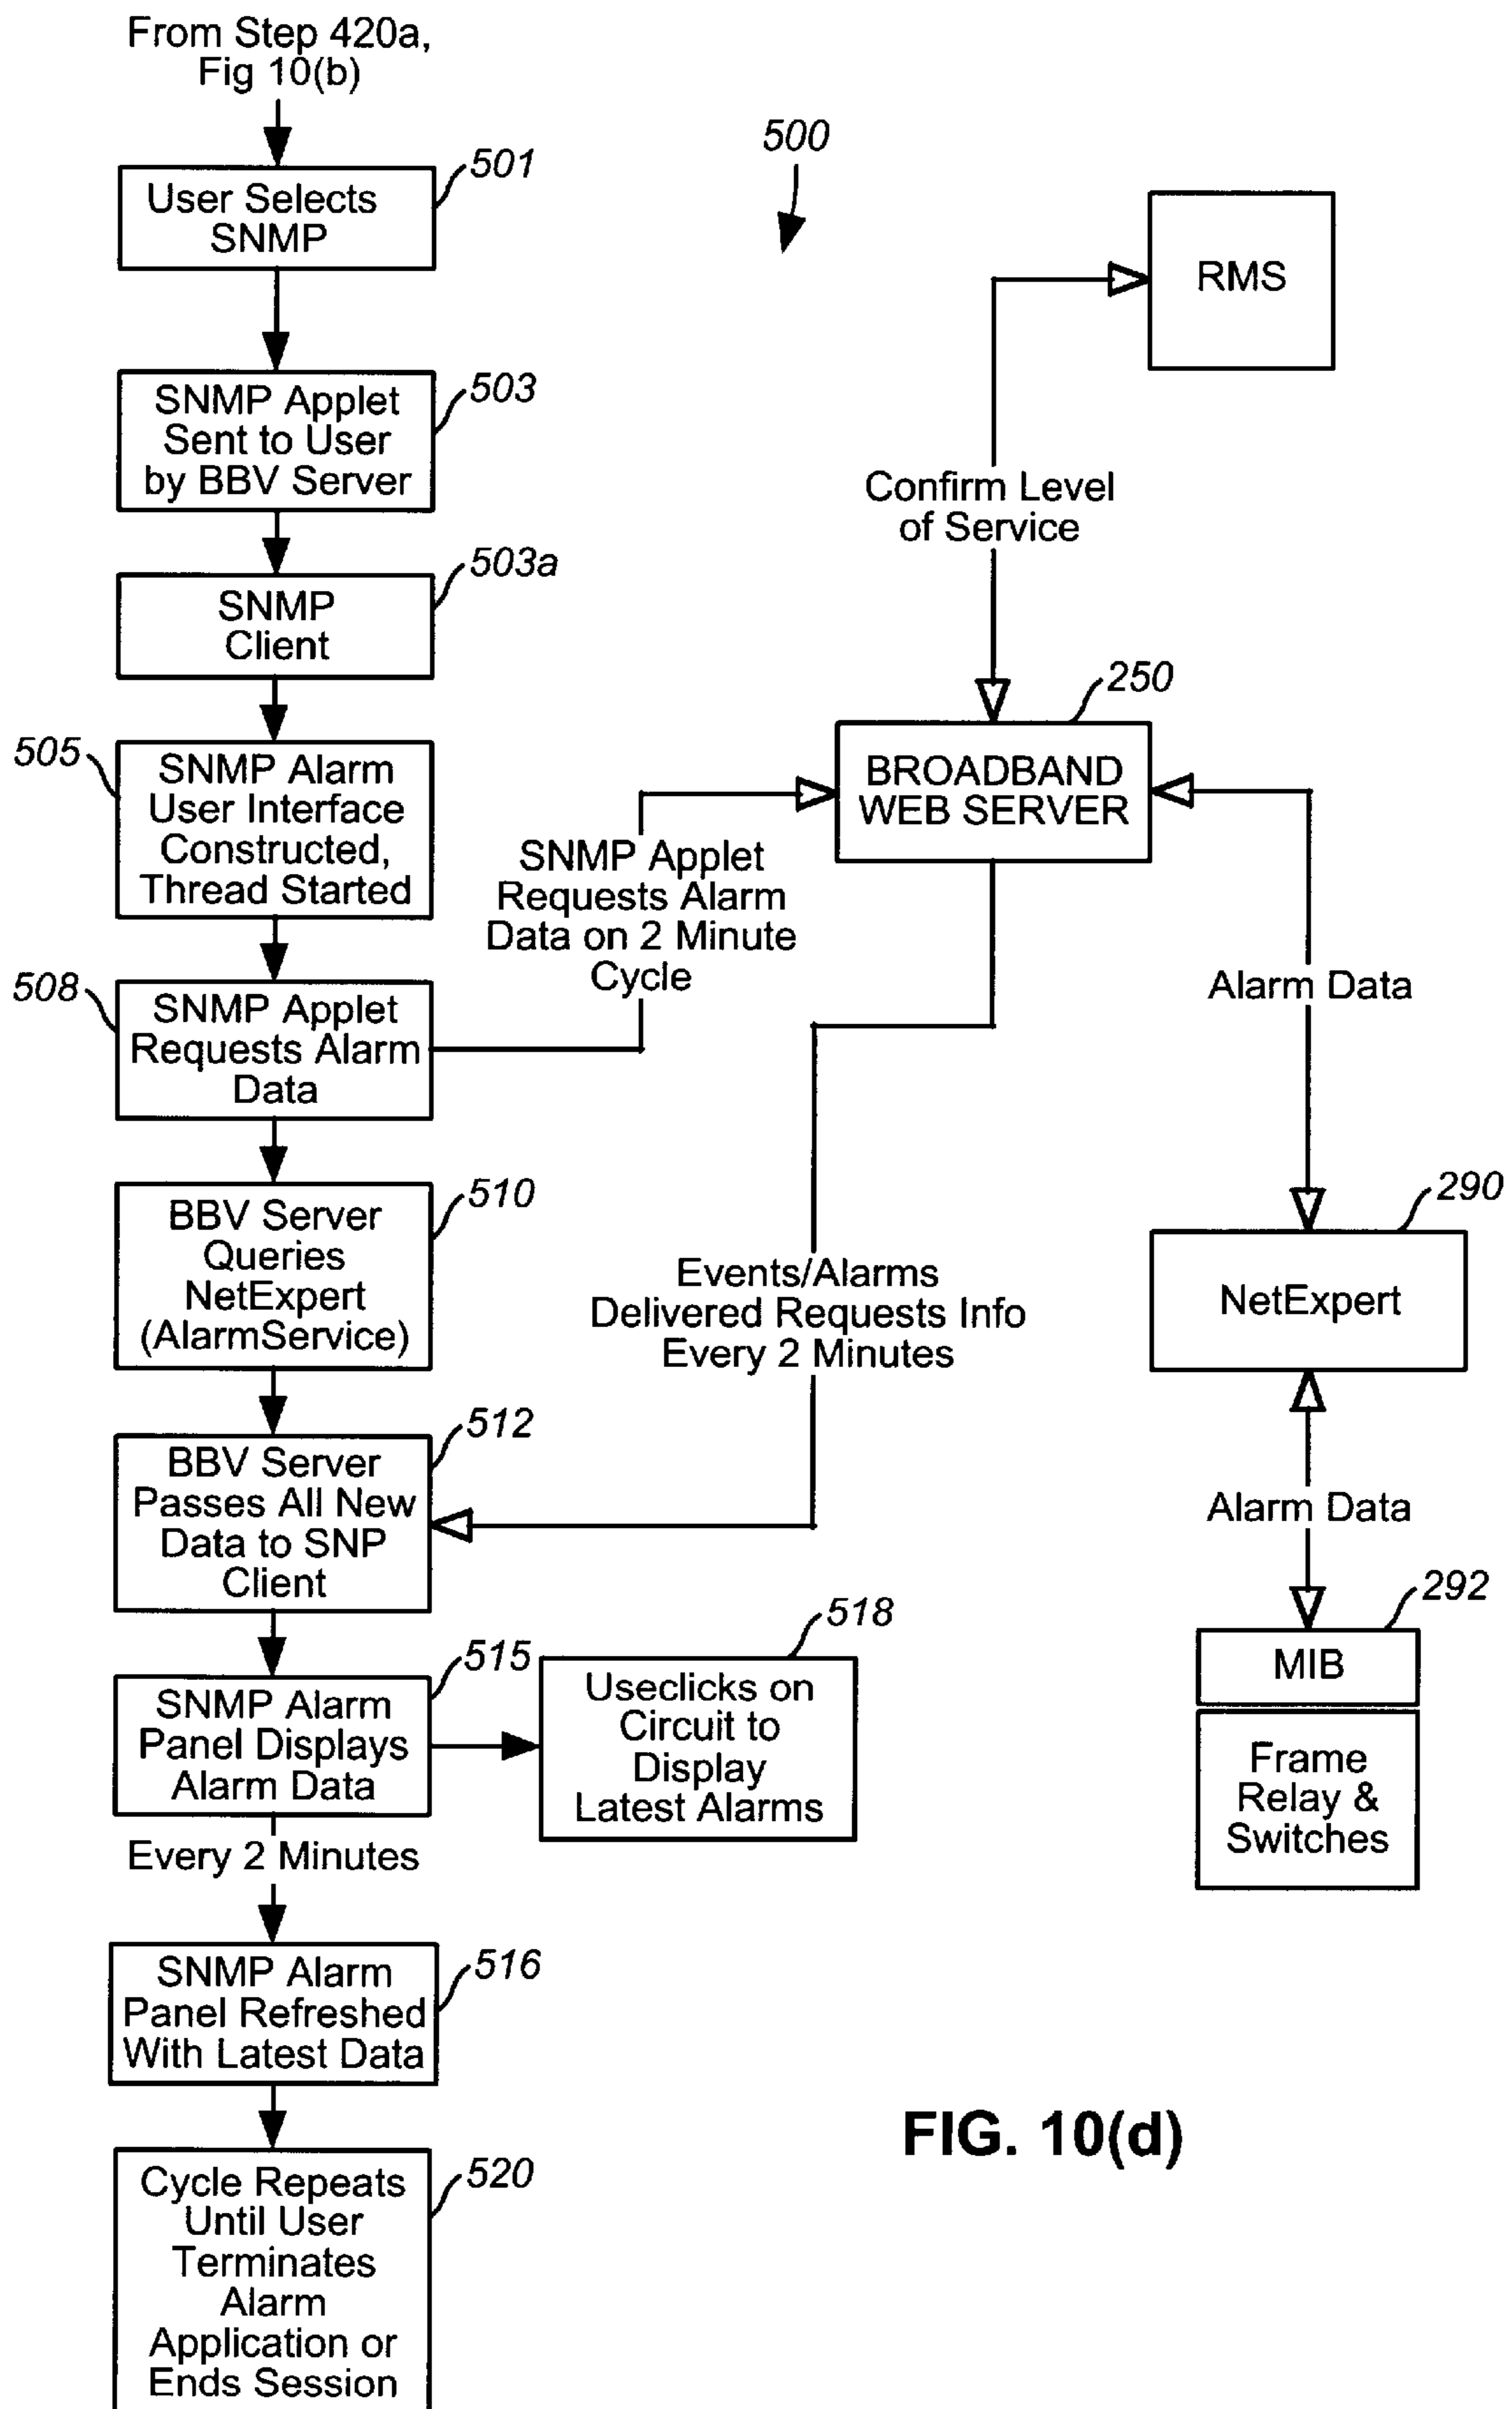 From Step 420a,
Fig 10(b)
501
User Selects
SNMP
500
RMS
503
SNMP Applet
Sent to User
by BBV Server
Confirm Level
of Service
503a
SNMP
Client
250
BROADBAND
WEB SERVER
505
SNMP Alarm
User Interface
Constructed,
Thread Started
SNMP Applet
Requests Alarm
Data on 2 Minute
Cycle
Alarm Data
508
SNMP Applet
Requests Alarm
Data
510
BBV Server
Queries
NetExpert
(AlarmService)
Events/Alarms
Delivered Requests Info
Every 2 Minutes
290
NetExpert
512
BBV Server
Passes All New
Data to SNP
Client
Alarm Data
292
MIB
Frame
Relay &
Switches
515
SNMP Alarm
Panel Displays
Alarm Data
518
Useclicks on
Circuit to
Display
Latest Alarms
Every 2 Minutes
516
SNMP Alarm
Panel Refreshed
With Latest Data
520
Cycle Repeats
Until User
Terminates
Alarm
Application or
Ends Session
FIG. 10(d)